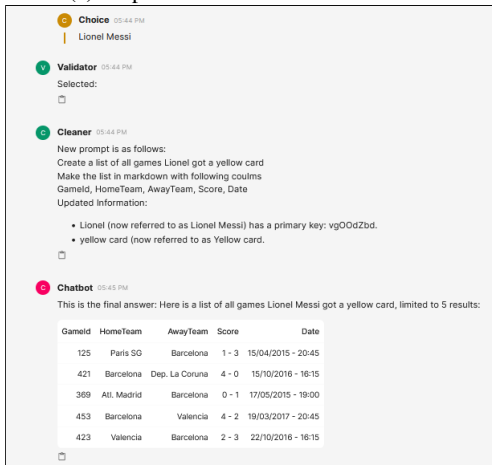 C Choice 05:44 PM
Lionel Messi
V Validator 05:44 PM
Selected:
C Cleaner 05:44 PM
New prompt is as follows:
Create a list of all games Lionel got a yellow card
Make the list in markdown with following coulms
GameId, HomeTeam, AwayTeam, Score, Date
Updated Information:
• Lionel (now referred to as Lionel Messi) has a primary key: vgOOdZbd.
• yellow card (now referred to as Yellow card.
C Chatbot 05:45 PM
This is the final answer: Here is a list of all games Lionel Messi got a yellow card, limited to 5 results:
GameId HomeTeam AwayTeam Score Date
125 Paris SG Barcelona 1 - 3 15/04/2015 - 20:45
421 Barcelona Dep. La Coruna 4 - 0 15/10/2016 - 16:15
369 Atl. Madrid Barcelona 0 - 1 17/05/2015 - 19:00
453 Barcelona Valencia 4 - 2 19/03/2017 - 20:45
423 Valencia Barcelona 2 - 3 22/10/2016 - 16:15